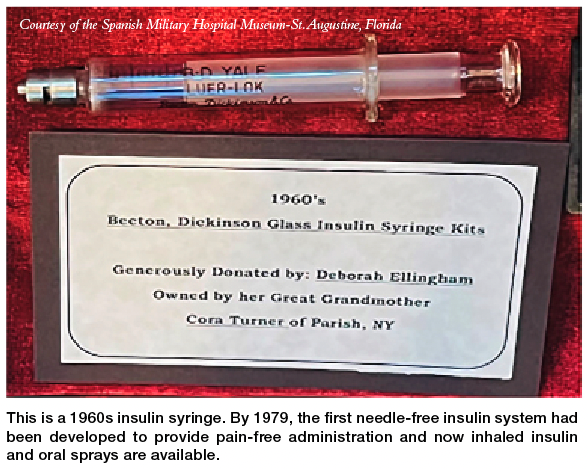 Courtesy of the Spanish Military Hospital Museum-St. Augustine, Florida
B-D YALE
LUER-LOK
1960's
Becton, Dickinson Glass Insulin Syringe Kits
Generously Donated by: Deborah Ellingham
Owned by her Great Grandmother
Cora Turner of Parish, NY
This is a 1960s insulin syringe. By 1979, the first needle-free insulin system had
been developed to provide pain-free administration and now inhaled insulin
and oral sprays are available.